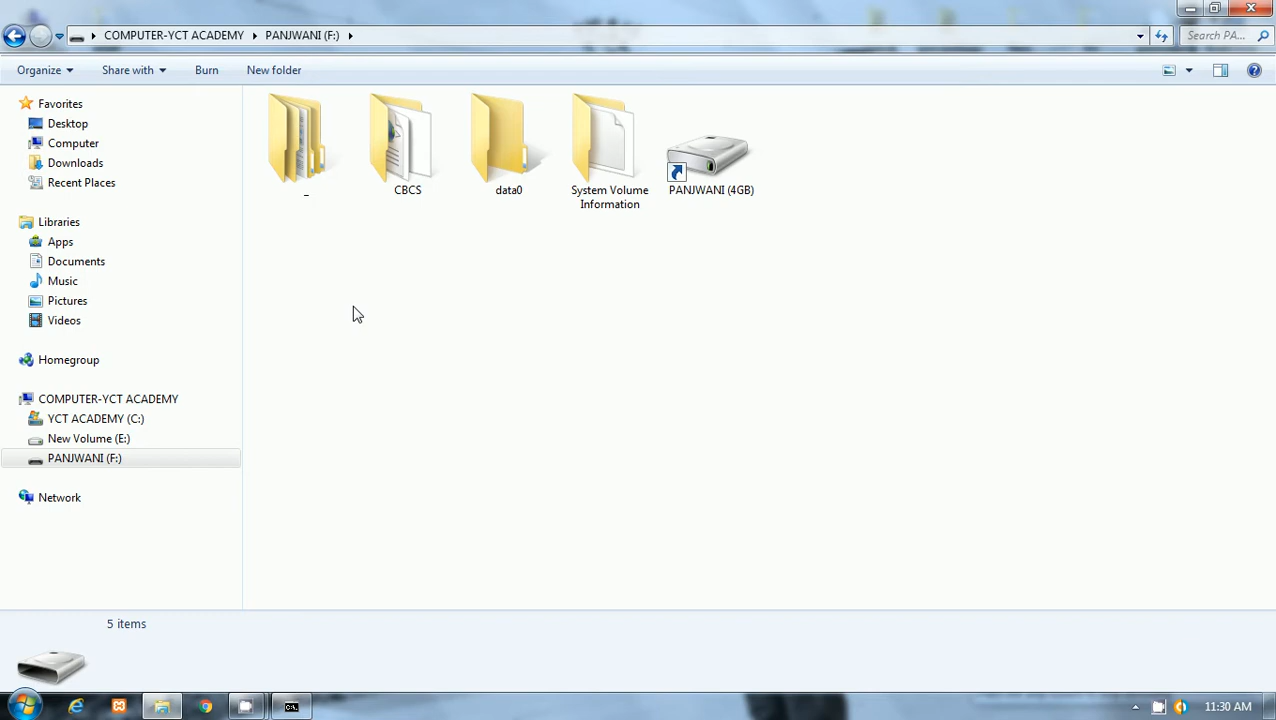 COMPUTER-YCT ACADEMY PANJWANI (F:) Search PA...
Organize Share with Burn New folder
Favorites
Desktop
Computer
Downloads
Recent Places
Libraries
Apps
Documents
Music
Pictures
Videos
Homegroup
COMPUTER-YCT ACADEMY
YCT ACADEMY (C:)
New Volume (E:)
PANJWANI (F:)
Network
_ CBCS data0 System Volume PANJWANI (4GB)
Information
5 items
11:30 AM